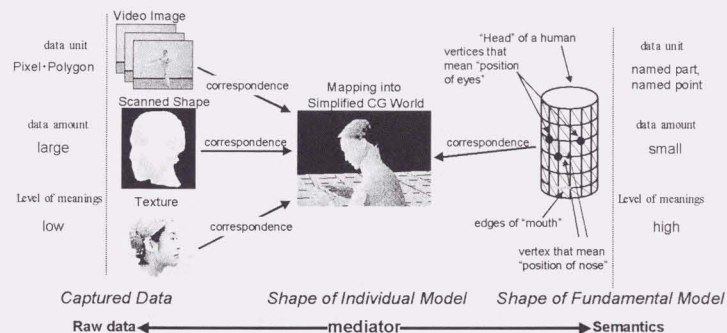 Video Image
data unit
Pixel・Polygon
correspondence
Scanned Shape
data amount
large
correspondence
Level of meanings
low
Texture
correspondence
Mapping into
Simplified CG World
correspondence
"Head" of a human
vertices that
mean "position
of eyes"
edges of "mouth"
vertex that mean
"position of nose"
data unit
named part,
named point
data amount
small
Level of meanings
high
Captured Data
Shape of Individual Model
Shape of Fundamental Model
Raw data
mediator
Semantics